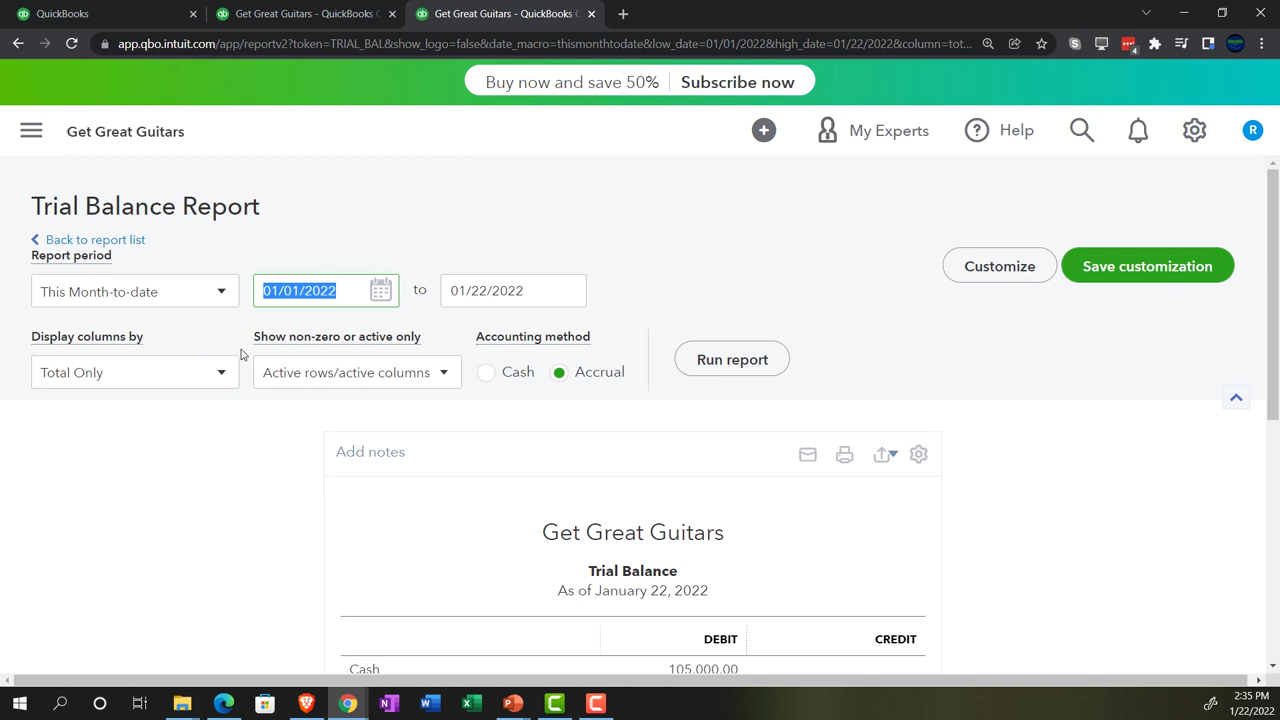 QuickBooks
Get Great Guitars - QuickBooks C
Get Great Guitars - QuickBooks C
app.qbo.intuit.com/app/reportv2?token=TRIAL_BAL&show_logo=false&date_macro=thismonthtodate&low_date=01/01/2022&high_date=01/22/2022&column=tot...
4
Buy now and save 50% Subscribe now
Get Great Guitars
My Experts
Help
R
Trial Balance Report
Back to report list
Report period
This Month-to-date
01/01/2022
to
01/22/2022
Customize
Save customization
Display columns by
Show non-zero or active only
Accounting method
Total Only
Active rows/active columns
Cash
Accrual
Run report
Add notes
Get Great Guitars
Trial Balance
As of January 22, 2022
DEBIT CREDIT
Cash 105,000.00
2:35 PM
1/22/2022